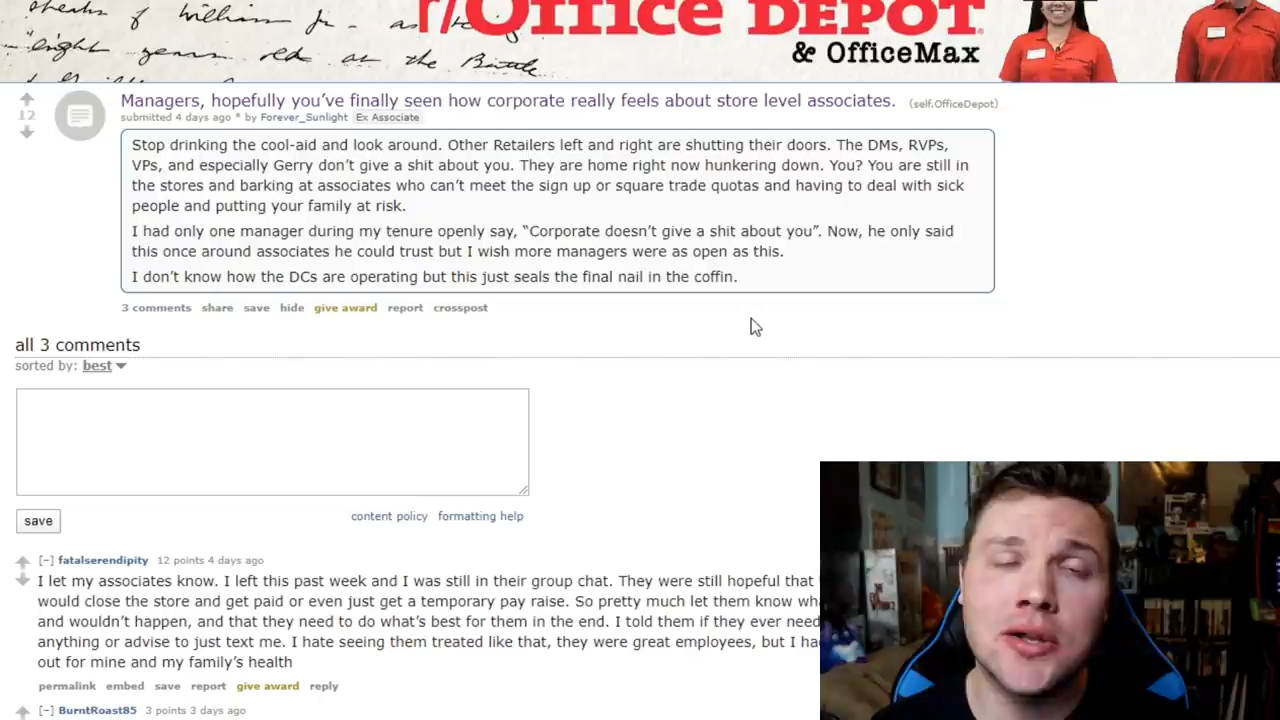 sheaks of William Jr. as
eight years old at the Battle
r/Office DEPOT
& OfficeMax
Managers, hopefully you've finally seen how corporate really feels about store level associates. (self.OfficeDepot)
12
submitted 4 days ago * by Forever_Sunlight Ex Associate
Stop drinking the cool-aid and look around. Other Retailers left and right are shutting their doors. The DMs, RVPs,
VPs, and especially Gerry don't give a shit about you. They are home right now hunkering down. You? You are still in
the stores and barking at associates who can't meet the sign up or square trade quotas and having to deal with sick
people and putting your family at risk.
I had only one manager during my tenure openly say, “Corporate doesn't give a shit about you”. Now, he only said
this once around associates he could trust but I wish more managers were as open as this.
I don't know how the DCs are operating but this just seals the final nail in the coffin.
3 comments share save hide give award report crosspost
all 3 comments
sorted by: best
content policy formatting help
save
[-] fatalserendipity 12 points 4 days ago
I let my associates know. I left this past week and I was still in their group chat. They were still hopeful that
would close the store and get paid or even just get a temporary pay raise. So pretty much let them know
and wouldn't happen, and that they need to do what's best for them in the end. I told them if they ever need
anything or advise to just text me. I hate seeing them treated like that, they were great employees, but I
out for mine and my family's health
permalink embed save report give award reply
[-] BurntRoast85 3 points 3 days ago